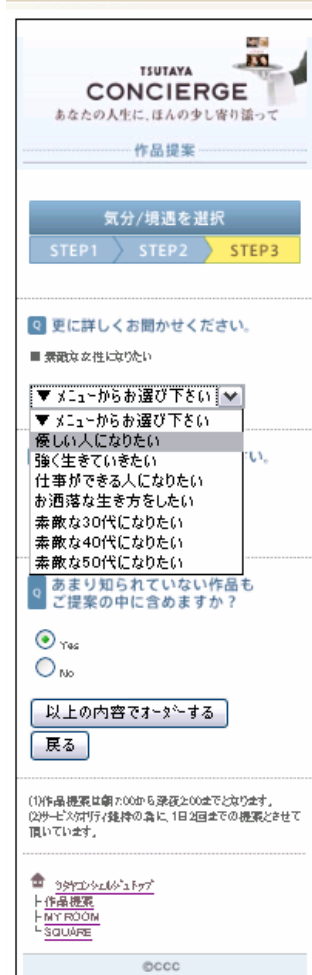 TSUTAYA
CONCIERGE
あなたの人生に、ほんの少し寄り添って
作品提案
気分/境遇を選択
STEP1 STEP2 STEP3
Q 更に詳しくお聞かせください。
■ 素敵な女性になりたい
▼ メニューからお選び下さい
▼ メニューからお選び下さい
優しい人になりたい
強く生きていきたい
い。
仕事ができる人になりたい
お洒落な生き方をしたい
素敵な30代になりたい
素敵な40代になりたい
素敵な50代になりたい
Q あまり知られていない作品も
ご提案の中に含めますか？
Yes
No
以上の内容でｵｰﾀﾞｰする
戻る
(1)作品提案は朝7:00から深夜2:00までとなります。
(2)ｻｰﾋﾞｽｸｵﾘﾃｨ維持の為に、1日2回までの提案とさせて
頂いています。
ﾂﾀﾔｺﾝｼｪﾙｼﾞｭﾄｯﾌﾟ
├作品提案
├MY ROOM
└SQUARE
©CCC